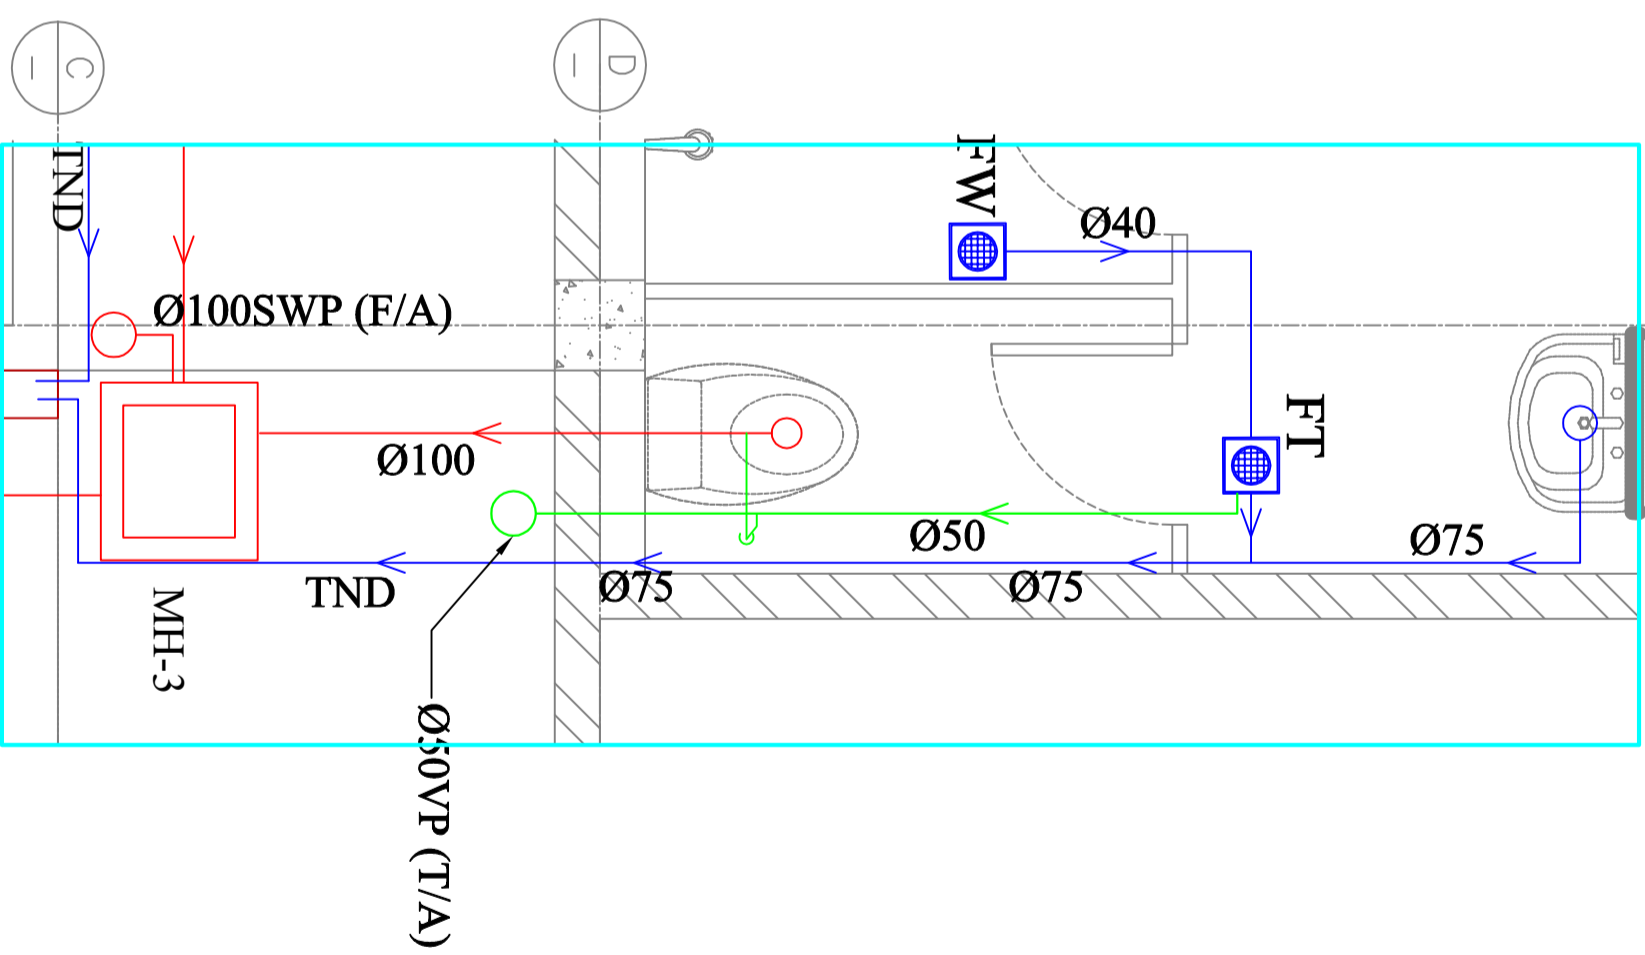 C
D
TND
FW
Ø40
Ø100SWP (F/A)
FT
Ø100
Ø50
Ø75
TND
Ø75
Ø75
MH-3
Ø50VP (T/A)